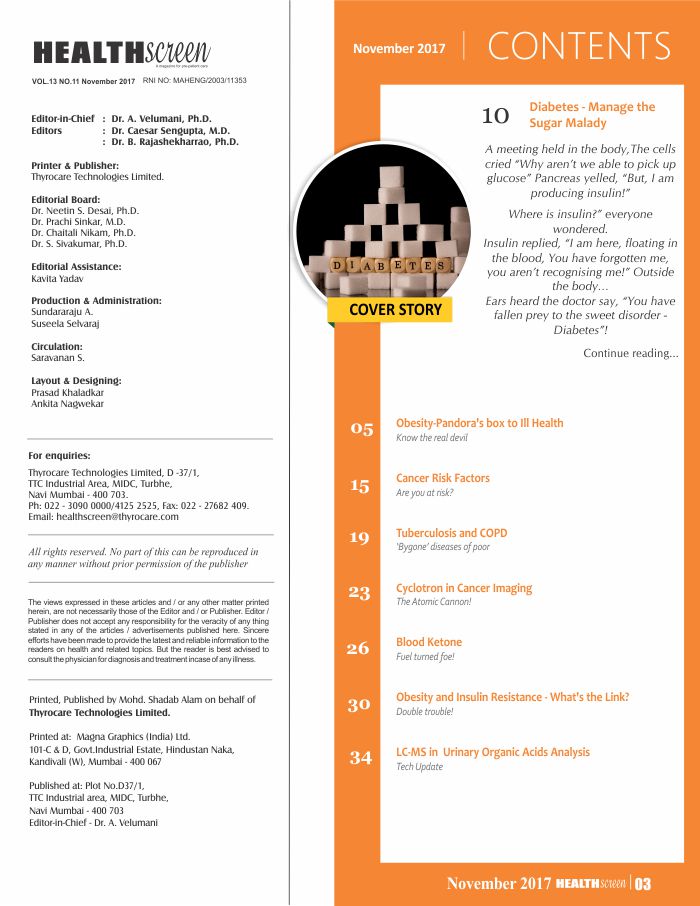 HEALTHscreen
A magazine for pre-patient care
VOL.13 NO.11 November 2017 RNI NO: MAHENG/2003/11353
Editor-in-Chief : Dr. A. Velumani, Ph.D.
Editors : Dr. Caesar Sengupta, M.D.
: Dr. B. Rajashekharrao, Ph.D.
Printer & Publisher:
Thyrocare Technologies Limited.
Editorial Board:
Dr. Neetin S. Desai, Ph.D.
Dr. Prachi Sinkar, M.D.
Dr. Chaitali Nikam, Ph.D.
Dr. S. Sivakumar, Ph.D.
Editorial Assistance:
Kavita Yadav
Production & Administration:
Sundararaju A.
Suseela Selvaraj
Circulation:
Saravanan S.
Layout & Designing:
Prasad Khaladkar
Ankita Nagwekar
For enquiries:
Thyrocare Technologies Limited, D -37/1,
TTC Industrial Area, MIDC, Turbhe,
Navi Mumbai - 400 703.
Ph: 022 - 3090 0000/4125 2525, Fax: 022 - 27682 409.
Email: healthscreen@thyrocare.com
All rights reserved. No part of this can be reproduced in
any manner without prior permission of the publisher
The views expressed in these articles and / or any other matter printed
herein, are not necessarily those of the Editor and / or Publisher. Editor /
Publisher does not accept any responsibility for the veracity of any thing
stated in any of the articles / advertisements published here. Sincere
efforts have been made to provide the latest and reliable information to the
readers on health and related topics. But the reader is best advised to
consult the physician for diagnosis and treatment incase of any illness.
Printed, Published by Mohd. Shadab Alam on behalf of
Thyrocare Technologies Limited.
Printed at: Magna Graphics (India) Ltd.
101-C & D, Govt.Industrial Estate, Hindustan Naka,
Kandivali (W), Mumbai - 400 067
Published at: Plot No.D37/1,
TTC Industrial area, MIDC, Turbhe,
Navi Mumbai - 400 703
Editor-in-Chief - Dr. A. Velumani
November 2017 CONTENTS
10 Diabetes - Manage the
Sugar Malady
A meeting held in the body,The cells
cried "Why aren't we able to pick up
glucose" Pancreas yelled, "But, I am
producing insulin!"
Where is insulin?" everyone
wondered.
Insulin replied, "I am here, floating in
the blood, You have forgotten me,
you aren't recognising me!" Outside
the body...
Ears heard the doctor say, "You have
fallen prey to the sweet disorder -
Diabetes"!
Continue reading...
DIABETES
COVER STORY
05 Obesity-Pandora's box to Ill Health
Know the real devil
15 Cancer Risk Factors
Are you at risk?
19 Tuberculosis and COPD
'Bygone' diseases of poor
23 Cyclotron in Cancer Imaging
The Atomic Cannon!
26 Blood Ketone
Fuel turned foe!
30 Obesity and Insulin Resistance - What's the Link?
Double trouble!
34 LC-MS in Urinary Organic Acids Analysis
Tech Update
November 2017 HEALTHscreen 03